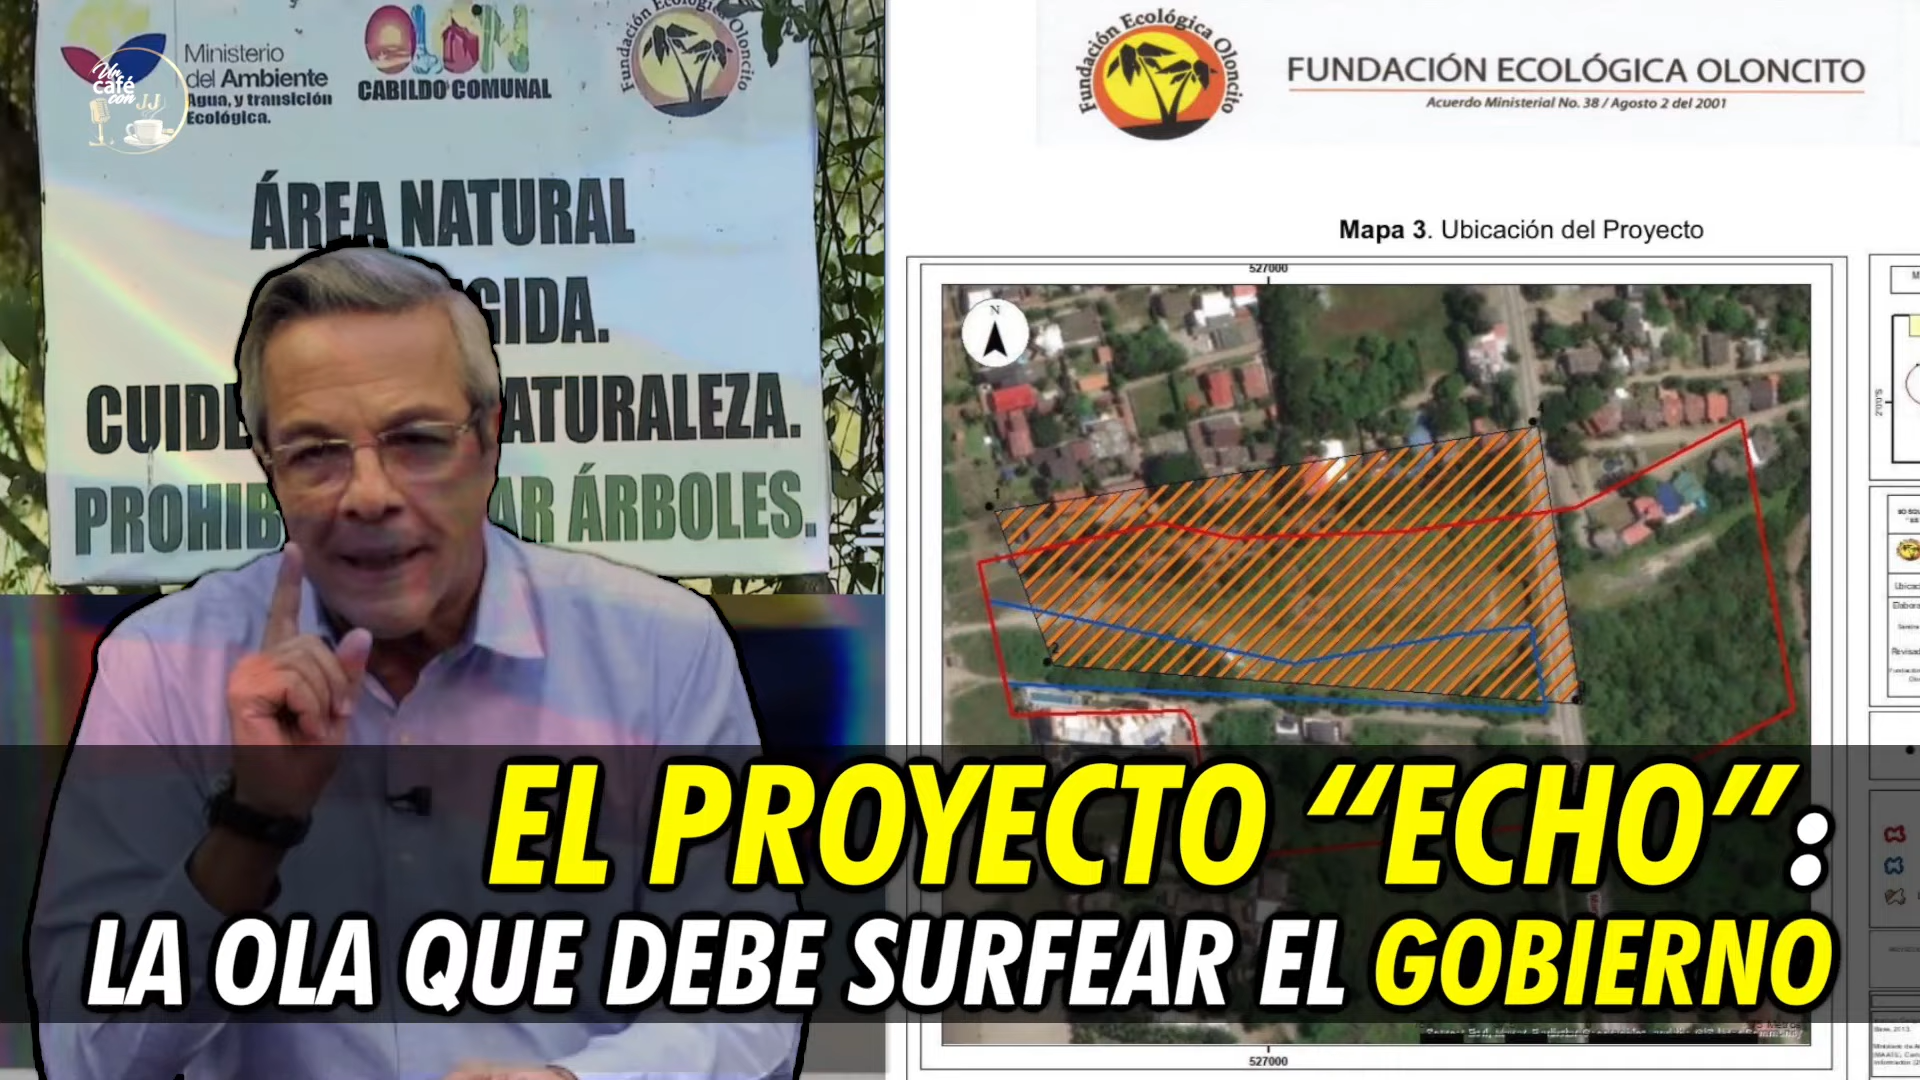 Ministerio
del Ambiente
Agua, y transición
Ecológica.
Un
café
con JJ
OLÓN
CABILDO COMUNAL
Fundación Ecológica Oloncito
ÁREA NATURAL
GIDA.
CUIDE ATURALEZA.
PROHIB AR ÁRBOLES.
Fundación Ecológica Oloncito
FUNDACIÓN ECOLÓGICA OLONCITO
Acuerdo Ministerial No. 38 / Agosto 2 del 2001
Mapa 3. Ubicación del Proyecto
527000
N
1
2
EL PROYECTO “ECHO”:
LA OLA QUE DEBE SURFEAR EL GOBIERNO
527000